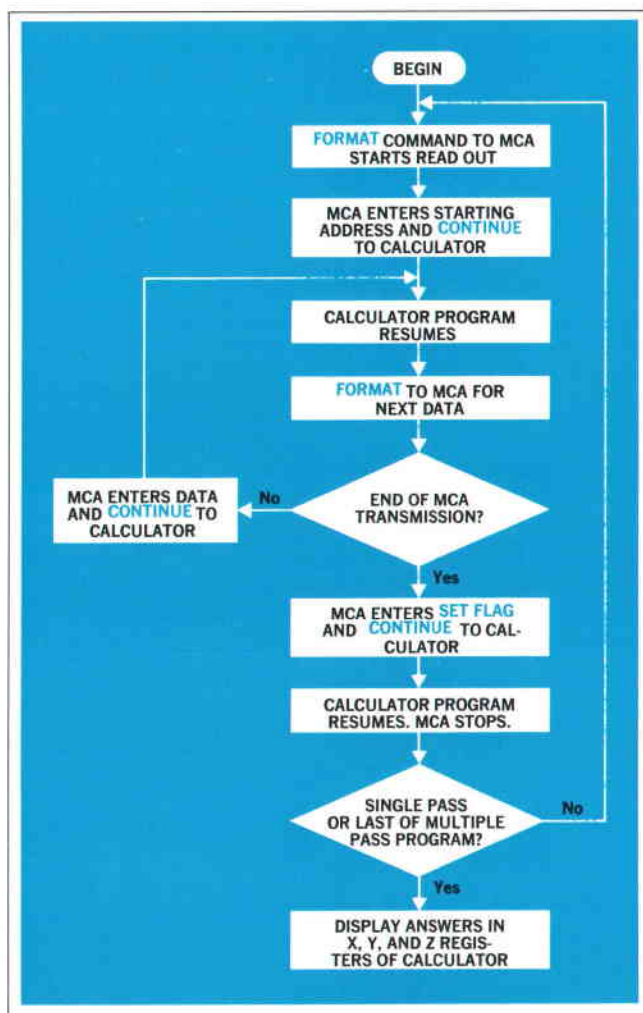 BEGIN
FORMAT COMMAND TO MCA
STARTS READ OUT
MCA ENTERS STARTING
ADDRESS AND CONTINUE
TO CALCULATOR
CALCULATOR PROGRAM
RESUMES
FORMAT TO MCA FOR
NEXT DATA
END OF MCA
TRANSMISSION?
No
MCA ENTERS DATA
AND CONTINUE TO
CALCULATOR
Yes
MCA ENTERS SET FLAG
AND CONTINUE TO CAL-
CULATOR
CALCULATOR PROGRAM
RESUMES. MCA STOPS.
SINGLE PASS
OR LAST OF MULTIPLE
PASS PROGRAM?
No
Yes
DISPLAY ANSWERS IN
X, Y, AND Z REGIS-
TERS OF CALCULATOR